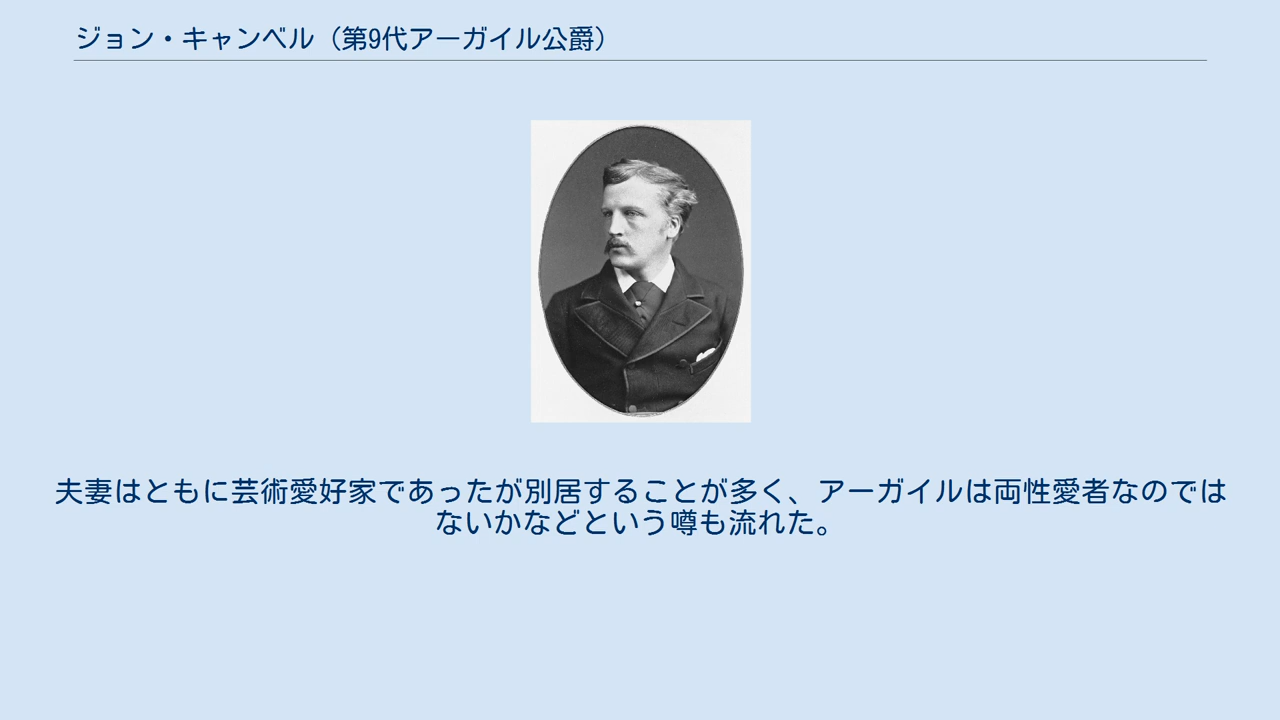 ジョン・キャンベル（第9代アーガイル公爵）
夫妻はともに芸術愛好家であったが別居することが多く、アーガイルは両性愛者なのでは
ないかなどという噂も流れた。